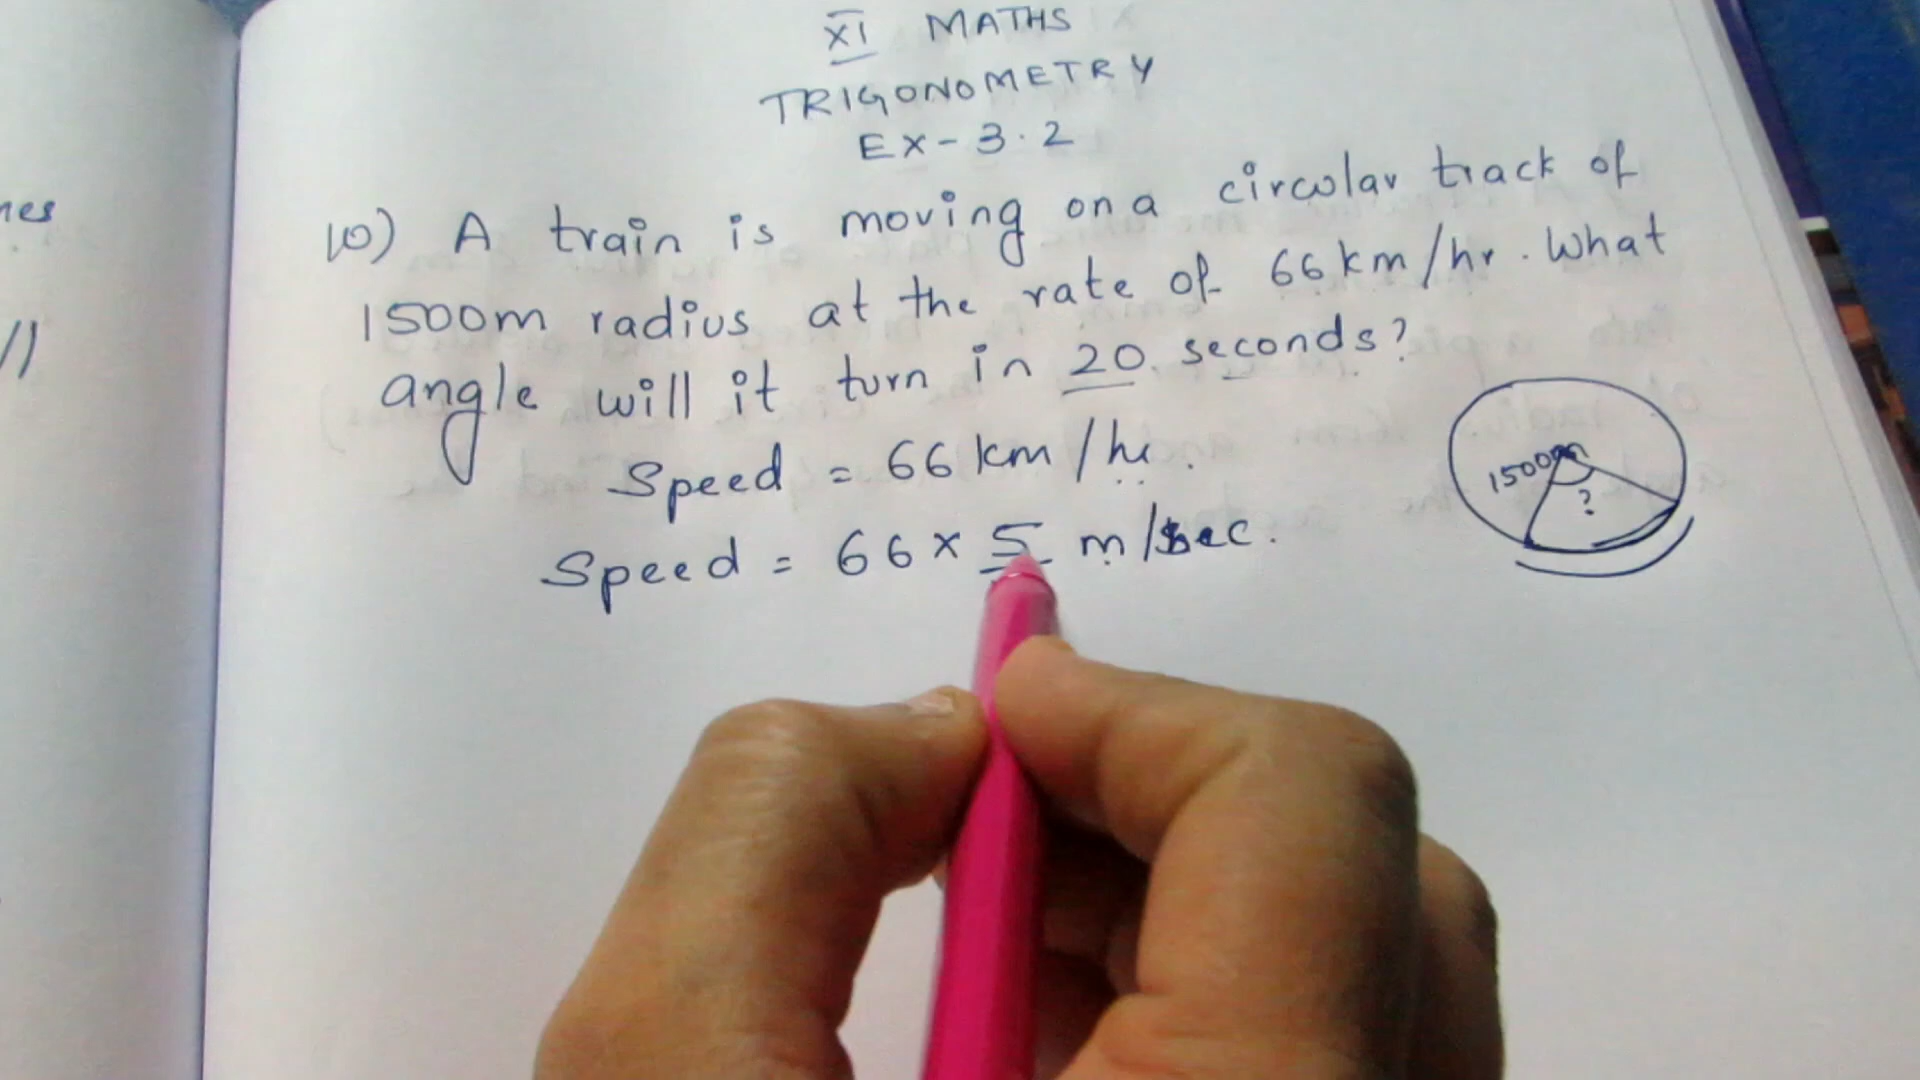 nes
//
XI MATHS
TRIGONOMETRY
EX-3.2
10) A train is moving on a circular track of
1500m radius at the rate of 66km/hr. What
angle will it turn in 20 seconds?
Speed = 66 km/hr.
Speed = 66 × 5 m/sec.
1500m
?